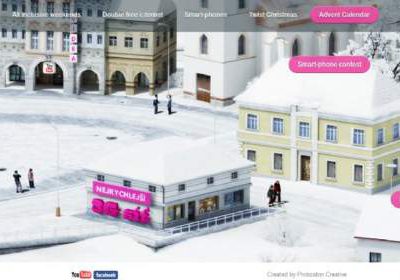 All inclusive weekends
Double free credit
Smart-phones
Twist Christmas
Advent Calendar
Smart-phone contest
NEJRYCHLEJŠÍ
3G síť
YouTube facebook
Created by Proboston Creative